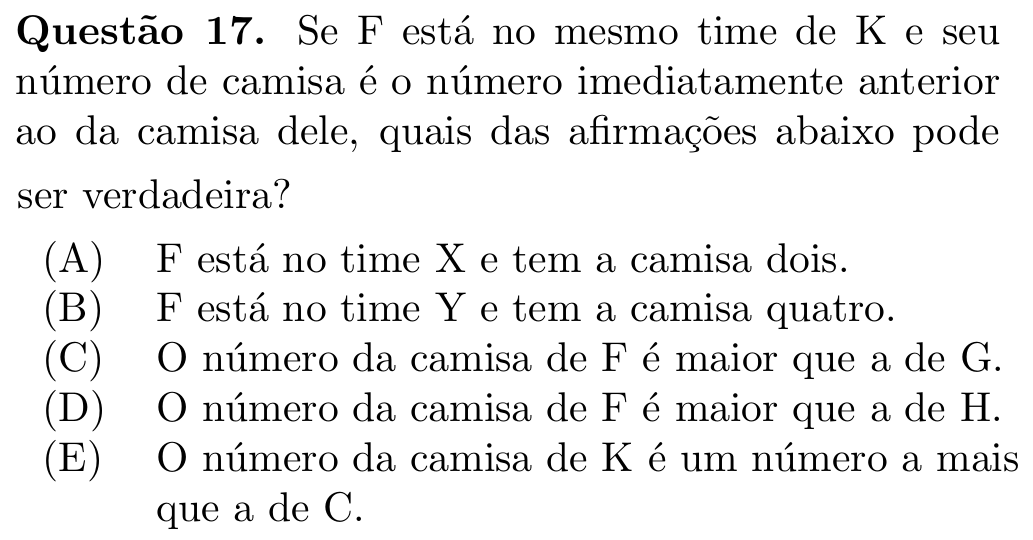 Questão 17. Se F está no mesmo time de K e seu
número de camisa é o número imediatamente anterior
ao da camisa dele, quais das afirmações abaixo pode
ser verdadeira?
(A) F está no time X e tem a camisa dois.
(B) F está no time Y e tem a camisa quatro.
(C) O número da camisa de F é maior que a de G.
(D) O número da camisa de F é maior que a de H.
(E) O número da camisa de K é um número a mais
que a de C.